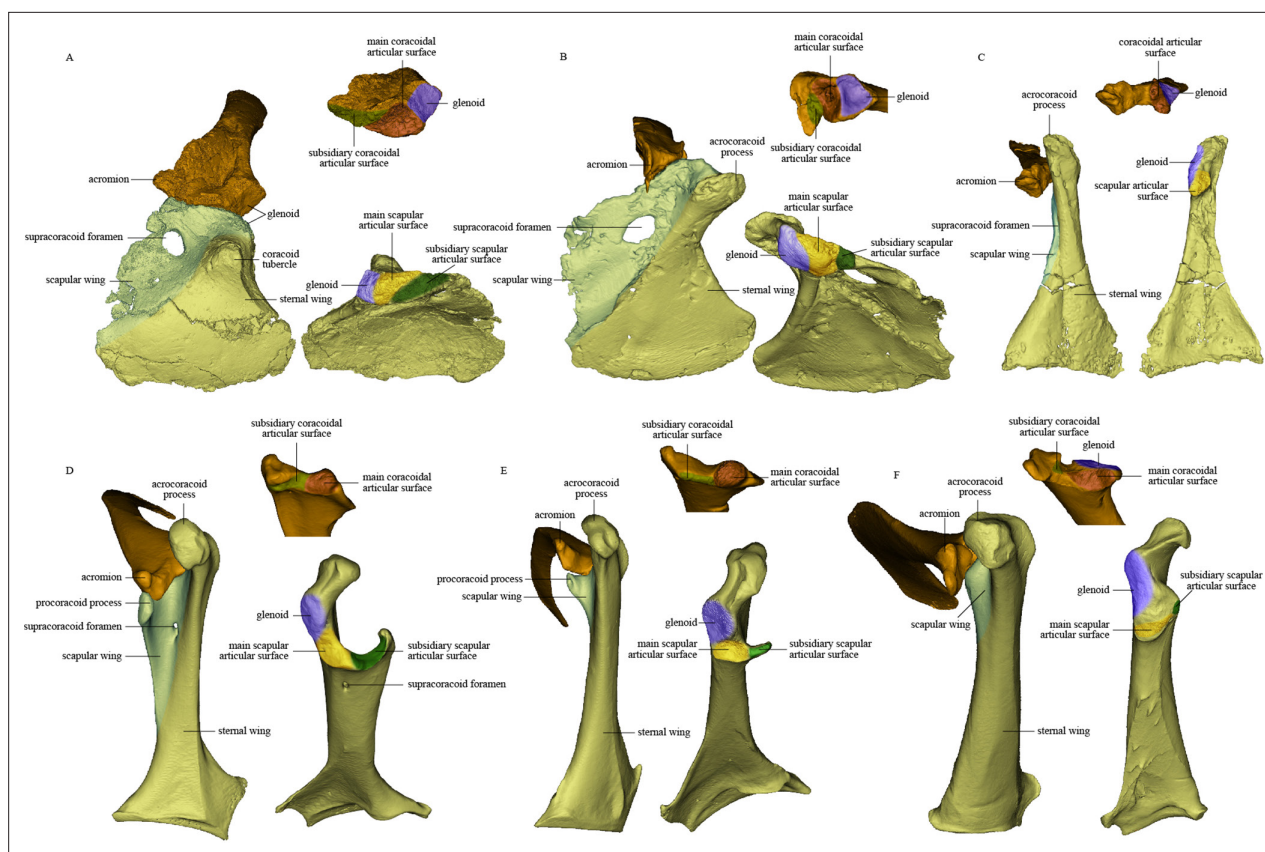 A
main coracoidal
articular surface
glenoid
subsidiary coracoidal
articular surface
acromion
glenoid
supracoracoid foramen
coracoid
tubercle
scapular wing
sternal wing
main scapular
articular surface
subsidiary scapular
articular surface
glenoid
B
main coracoidal
articular surface
glenoid
subsidiary coracoidal
articular surface
acrocoracoid
process
acromion
supracoracoid foramen
scapular wing
sternal wing
main scapular
articular surface
subsidiary scapular
articular surface
glenoid
C
coracoidal articular
surface
glenoid
acrocoracoid
process
acromion
supracoracoid foramen
scapular wing
sternal wing
glenoid
scapular articular
surface
D
subsidiary coracoidal
articular surface
main coracoidal
articular surface
acrocoracoid
process
acromion
procoracoid process
supracoracoid foramen
scapular wing
sternal wing
glenoid
main scapular
articular surface
subsidiary scapular
articular surface
supracoracoid foramen
E
subsidiary coracoidal
articular surface
main coracoidal
articular surface
acrocoracoid
process
acromion
procoracoid process
scapular wing
sternal wing
glenoid
main scapular
articular surface
subsidiary scapular
articular surface
F
subsidiary coracoidal
articular surface
glenoid
main coracoidal
articular surface
acrocoracoid
process
acromion
scapular wing
sternal wing
subsidiary scapular
articular surface
main scapular
articular surface